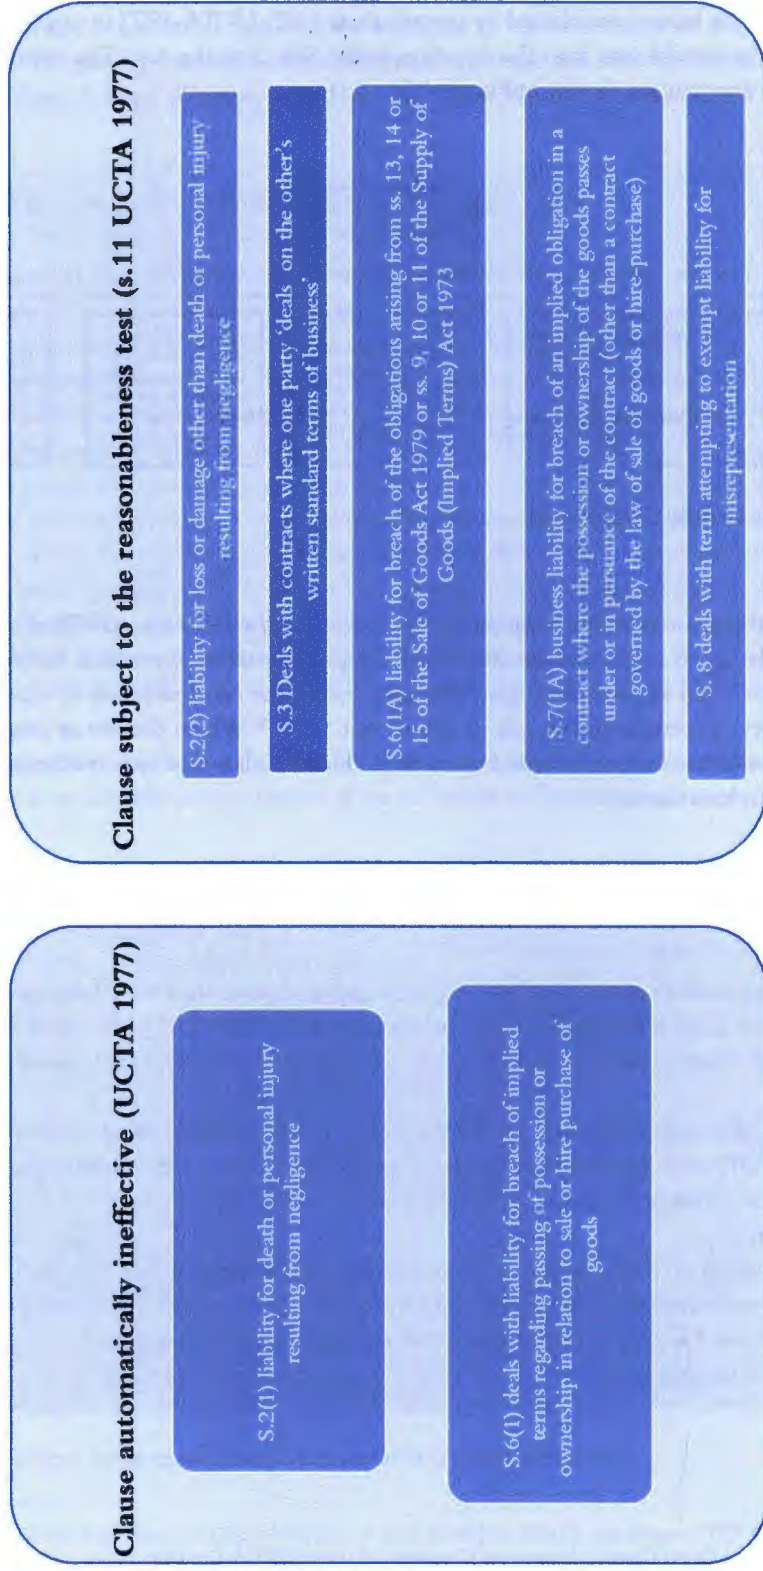 Clause automatically ineffective (UCTA 1977)
S.2(1) liability for death or personal injury
resulting from negligence
S.6(1) deals with liability for breach of implied
terms regarding passing of possession or
ownership in relation to sale or hire purchase of
goods
Clause subject to the reasonableness test (s.11 UCTA 1977)
S.2(2) liability for loss or damage other than death or personal injury
resulting from negligence
S.3 Deals with contracts where one party ‘deals on the other’s
written standard terms of business’
S.6(1A) liability for breach of the obligations arising from ss. 13, 14 or
15 of the Sale of Goods Act 1979 or ss. 9, 10 or 11 of the Supply of
Goods (Implied Terms) Act 1973
S.7(1A) business liability for breach of an implied obligation in a
contract where the possession or ownership of the goods passes
under or in pursuance of the contract (other than a contract
governed by the law of sale of goods or hire-purchase)
S. 8 deals with term attempting to exempt liability for
misrepresentation